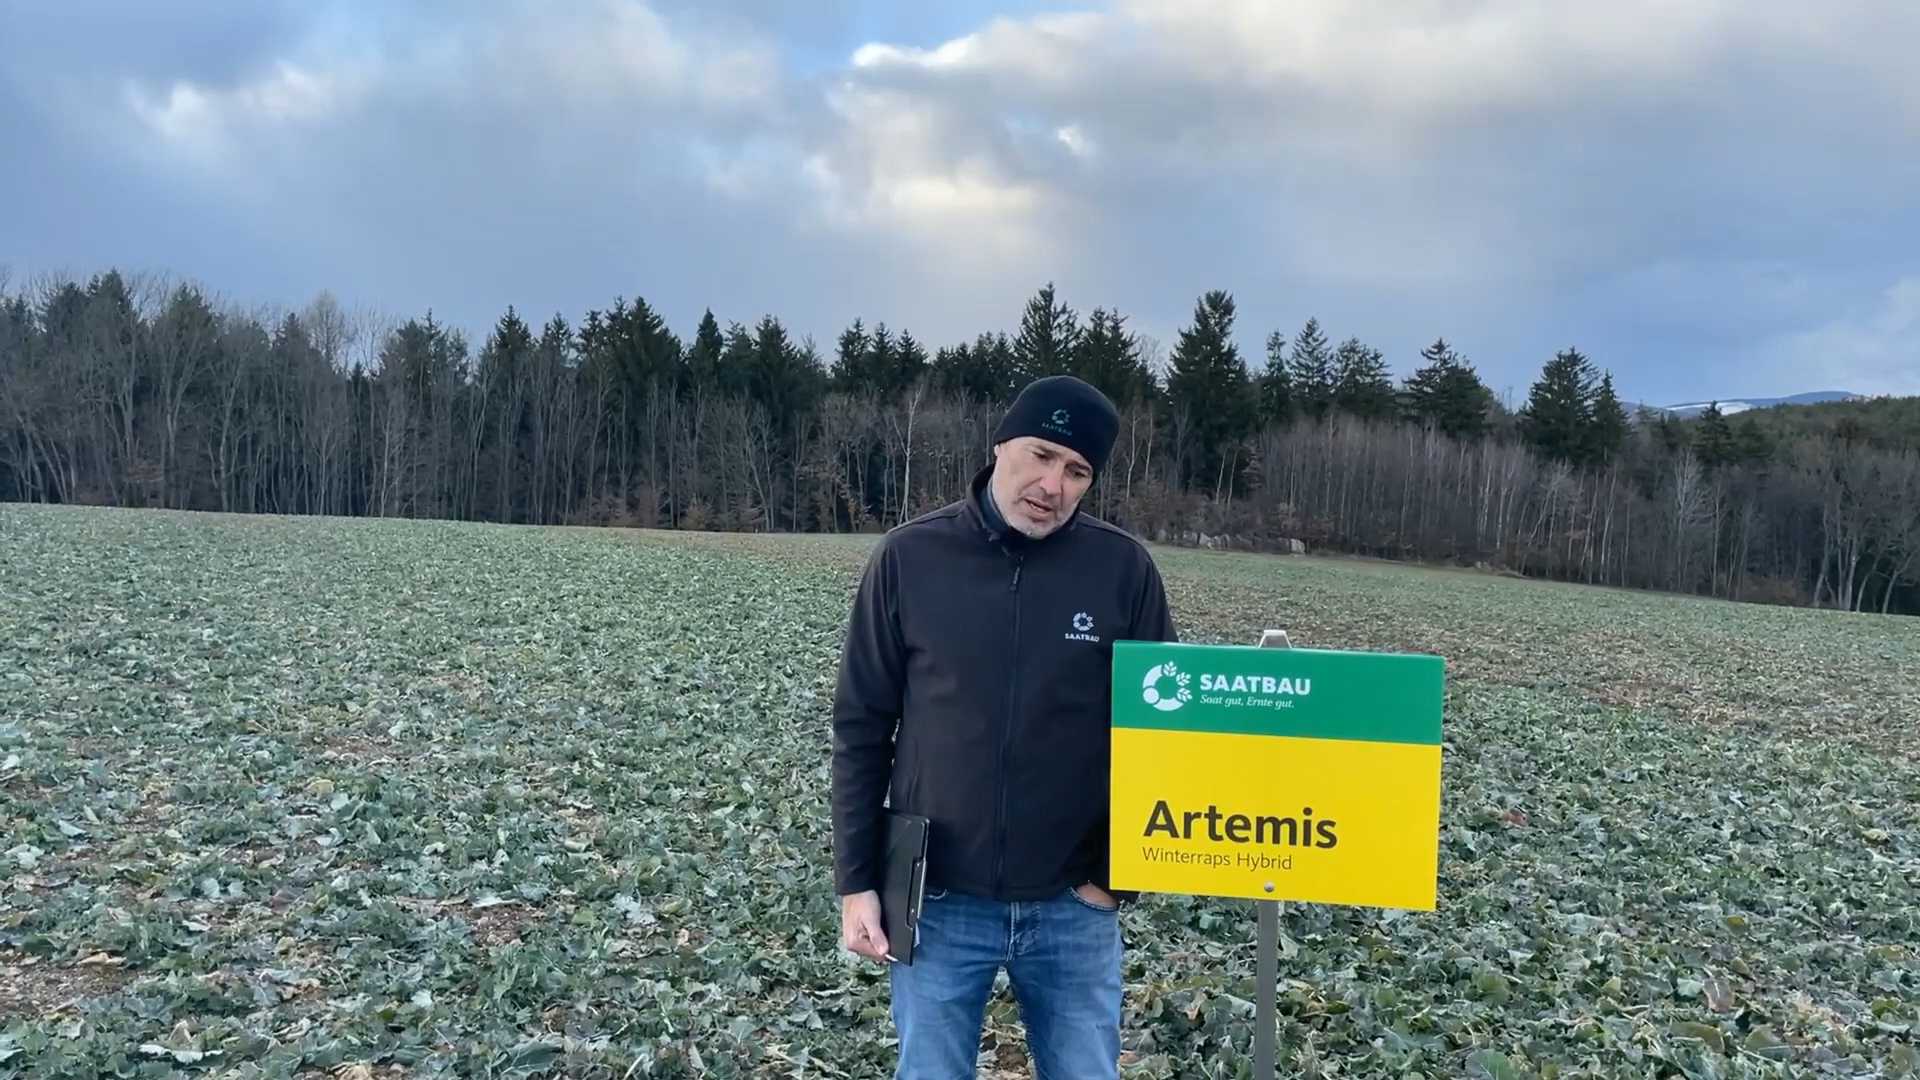 SAATBAU
SAATBAU
SAATBAU
Saat gut, Ernte gut.
Artemis
Winterraps Hybrid